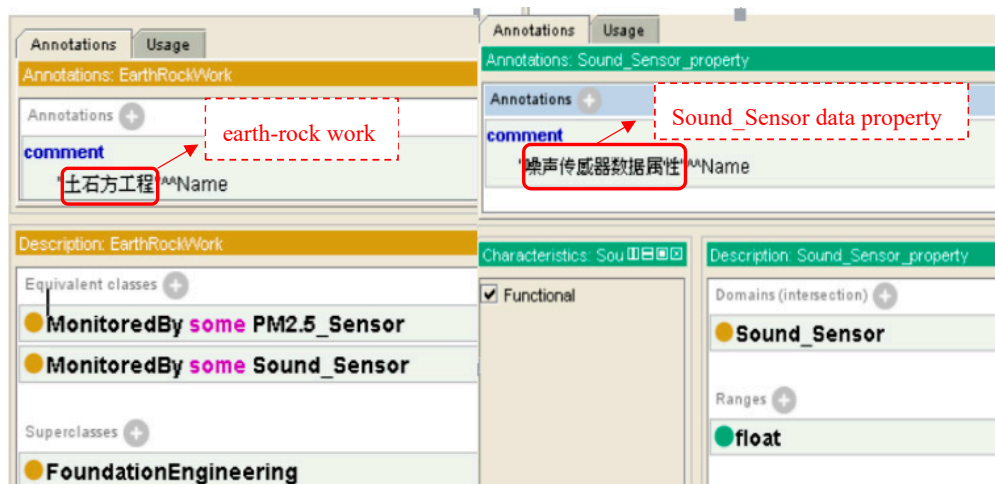 Annotations Usage
Annotations: EarthRockWork
Annotations
earth-rock work
comment
"土石方工程"^^Name
Description: EarthRockWork
Equivalent classes
MonitoredBy some PM2.5_Sensor
MonitoredBy some Sound_Sensor
Superclasses
FoundationEngineering
Annotations Usage
Annotations: Sound_Sensor_property
Annotations
Sound_Sensor data property
comment
"噪声传感器数据属性"^^Name
Characteristics: Sou
Functional
Description: Sound_Sensor_property
Domains (intersection)
Sound_Sensor
Ranges
float